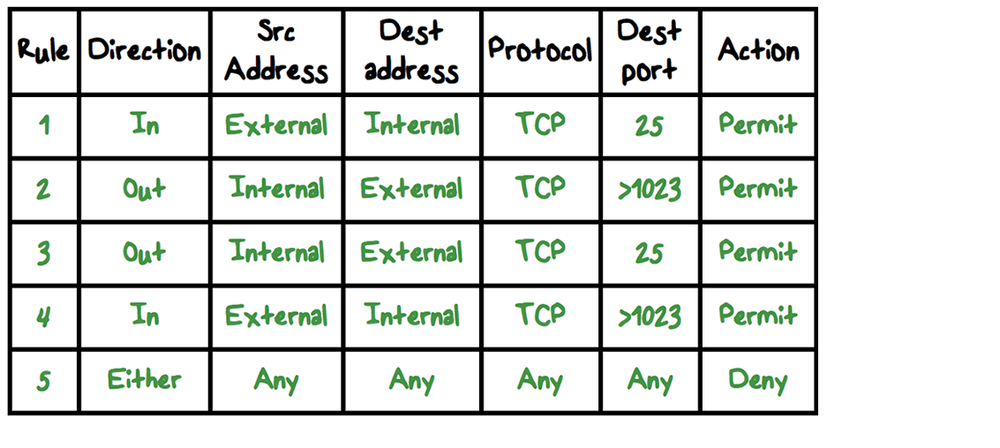 Rule Direction Src Address Dest address Protocol Dest port Action
1 In External Internal TCP 25 Permit
2 Out Internal External TCP >1023 Permit
3 Out Internal External TCP 25 Permit
4 In External Internal TCP >1023 Permit
5 Either Any Any Any Any Deny